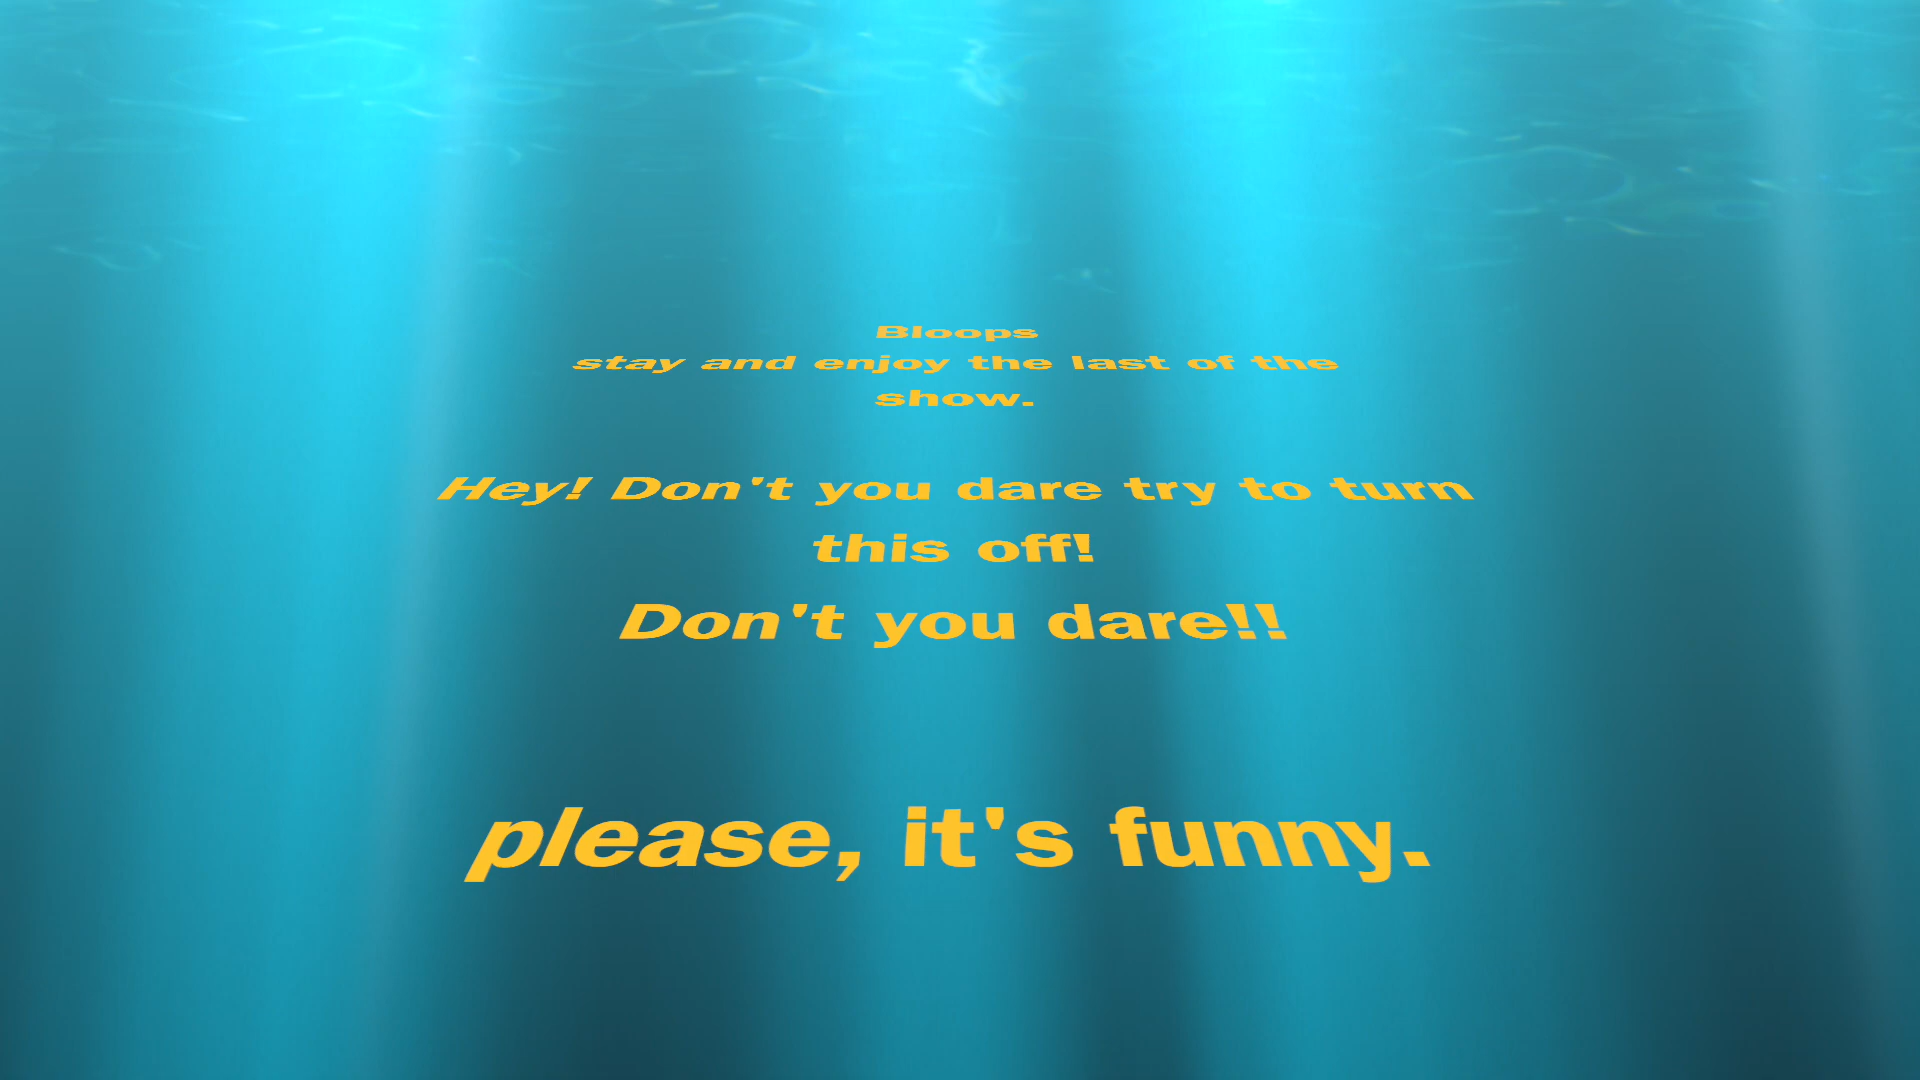 Bloops
stay and enjoy the last of the
show.
Hey! Don't you dare try to turn
this off!
Don't you dare!!
please, it's funny.